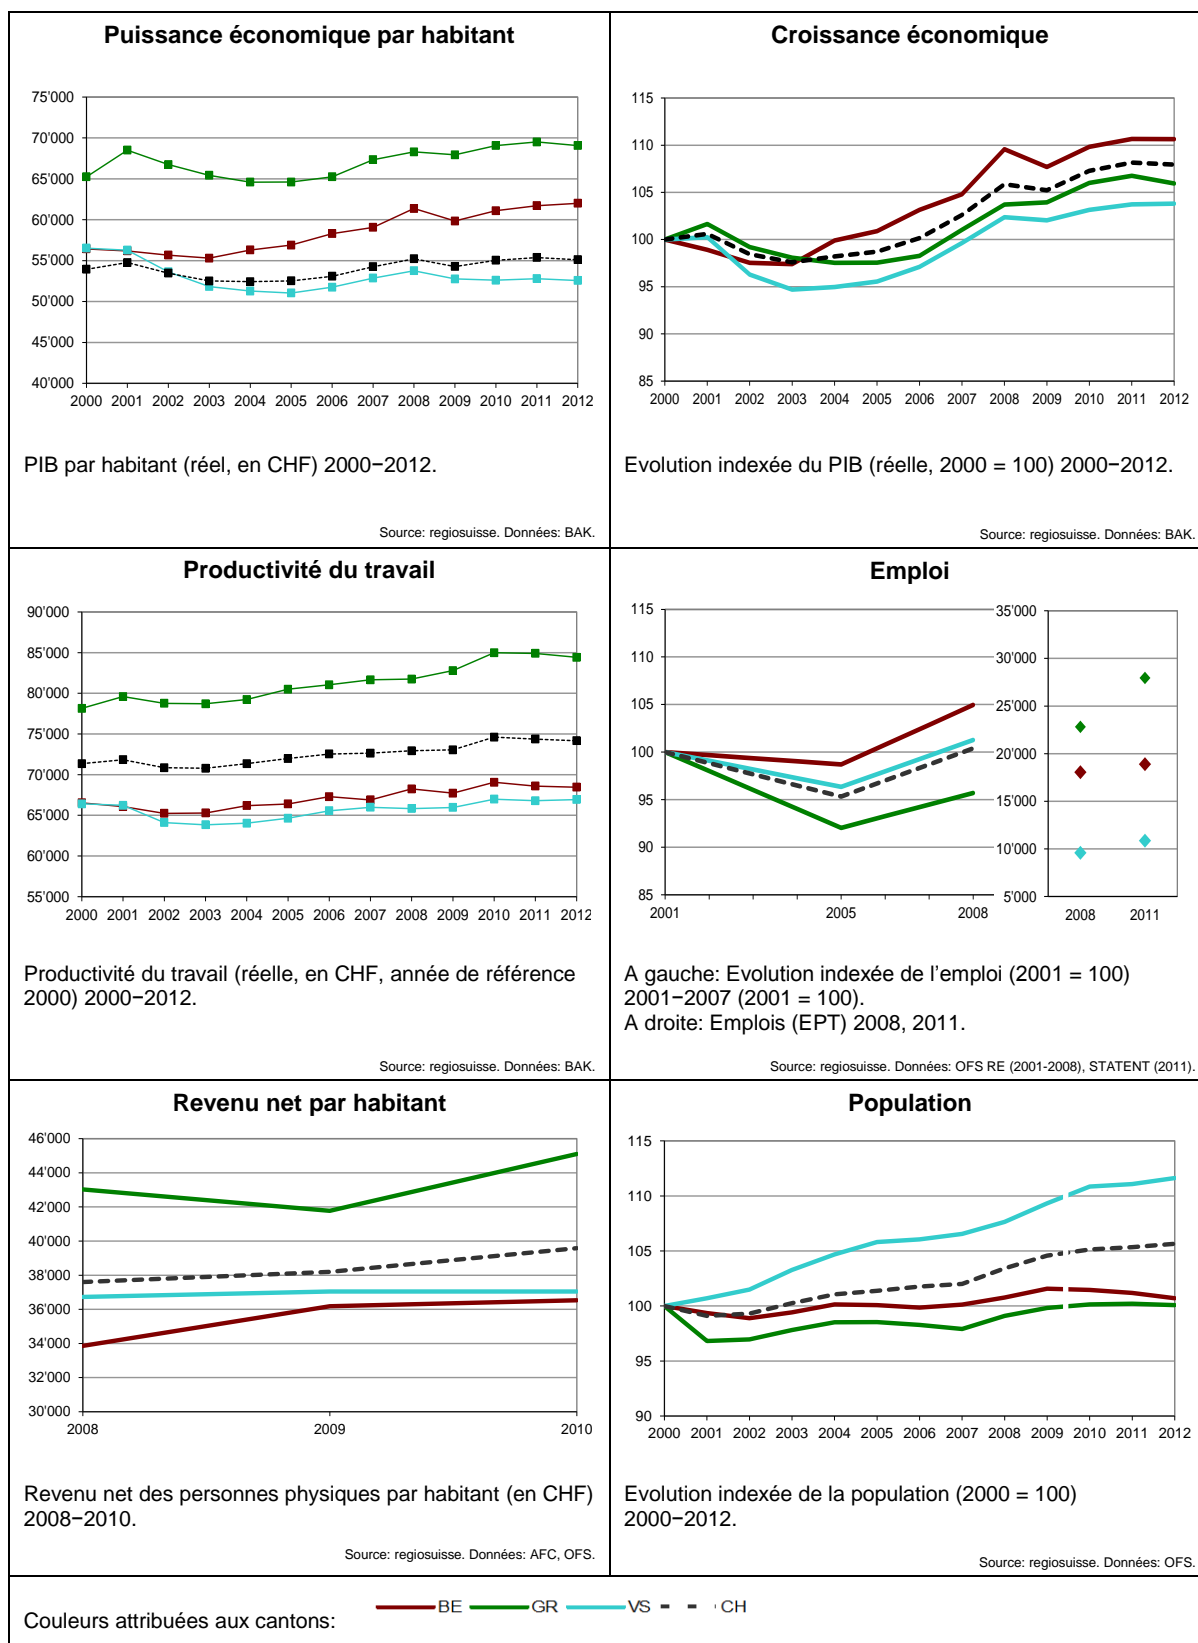 Puissance économique par habitant
75'000
70'000
65'000
60'000
55'000
50'000
45'000
40'000
2000 2001 2002 2003 2004 2005 2006 2007 2008 2009 2010 2011 2012
PIB par habitant (réel, en CHF) 2000−2012.
Source: regiosuisse. Données: BAK.
Croissance économique
115
110
105
100
95
90
85
2000 2001 2002 2003 2004 2005 2006 2007 2008 2009 2010 2011 2012
Evolution indexée du PIB (réelle, 2000 = 100) 2000−2012.
Source: regiosuisse. Données: BAK.
Productivité du travail
90'000
85'000
80'000
75'000
70'000
65'000
60'000
55'000
2000 2001 2002 2003 2004 2005 2006 2007 2008 2009 2010 2011 2012
Productivité du travail (réelle, en CHF, année de référence
2000) 2000−2012.
Source: regiosuisse. Données: BAK.
Emploi
115
110
105
100
95
90
85
2001 2005 2008
35'000
30'000
25'000
20'000
15'000
10'000
5'000
2008 2011
A gauche: Evolution indexée de l'emploi (2001 = 100)
2001−2007 (2001 = 100).
A droite: Emplois (EPT) 2008, 2011.
Source: regiosuisse. Données: OFS RE (2001-2008), STATENT (2011).
Revenu net par habitant
46'000
44'000
42'000
40'000
38'000
36'000
34'000
32'000
30'000
2008 2009 2010
Revenu net des personnes physiques par habitant (en CHF)
2008−2010.
Source: regiosuisse. Données: AFC, OFS.
Population
115
110
105
100
95
90
2000 2001 2002 2003 2004 2005 2006 2007 2008 2009 2010 2011 2012
Evolution indexée de la population (2000 = 100)
2000−2012.
Source: regiosuisse. Données: OFS.
Couleurs attribuées aux cantons: BE GR VS CH